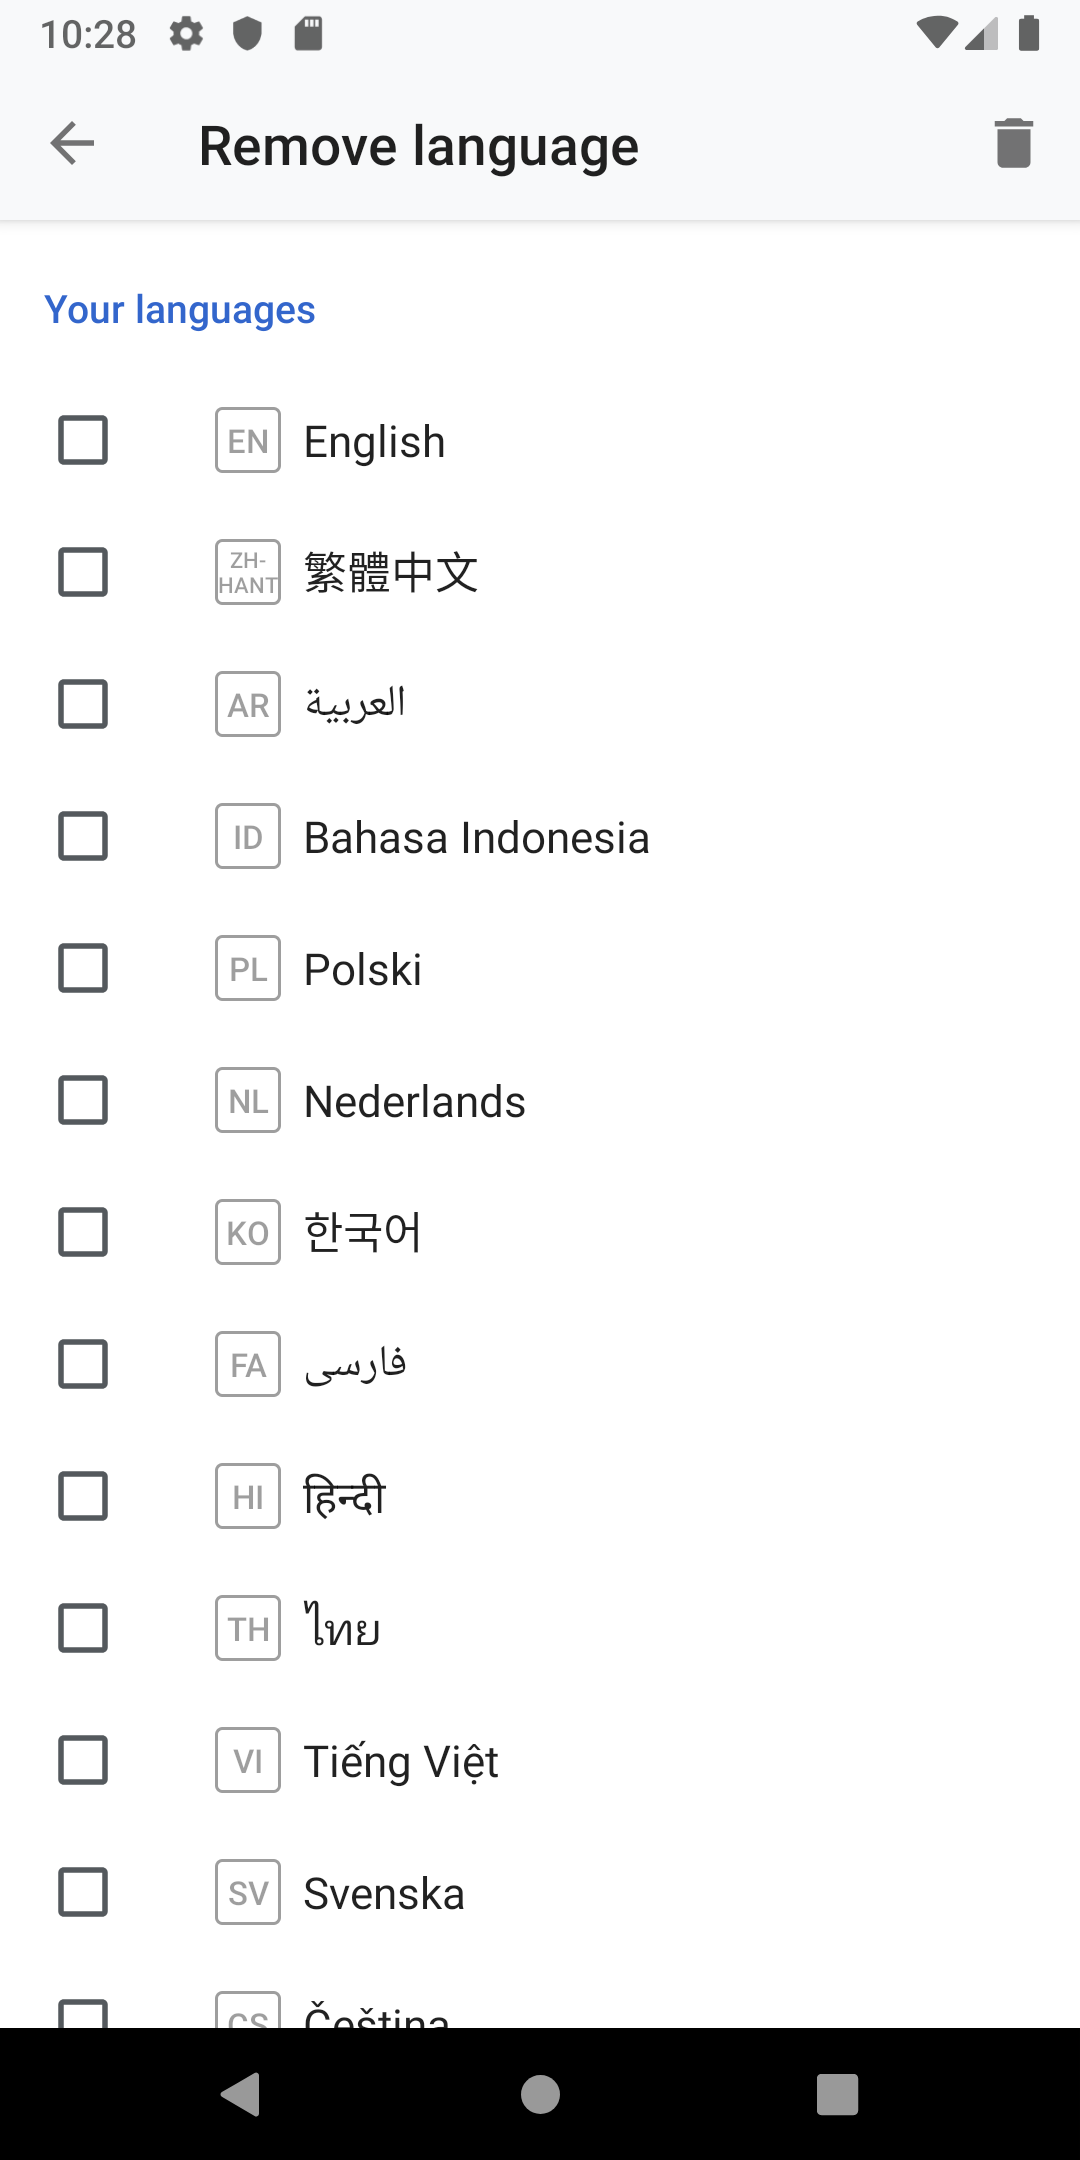 10:28
Remove language
Your languages
EN English
ZH-
HANT 繁體中文
AR العربية
ID Bahasa Indonesia
PL Polski
NL Nederlands
KO 한국어
FA فارسی
HI हिन्दी
TH ไทย
VI Tiếng Việt
SV Svenska
CS Čeština